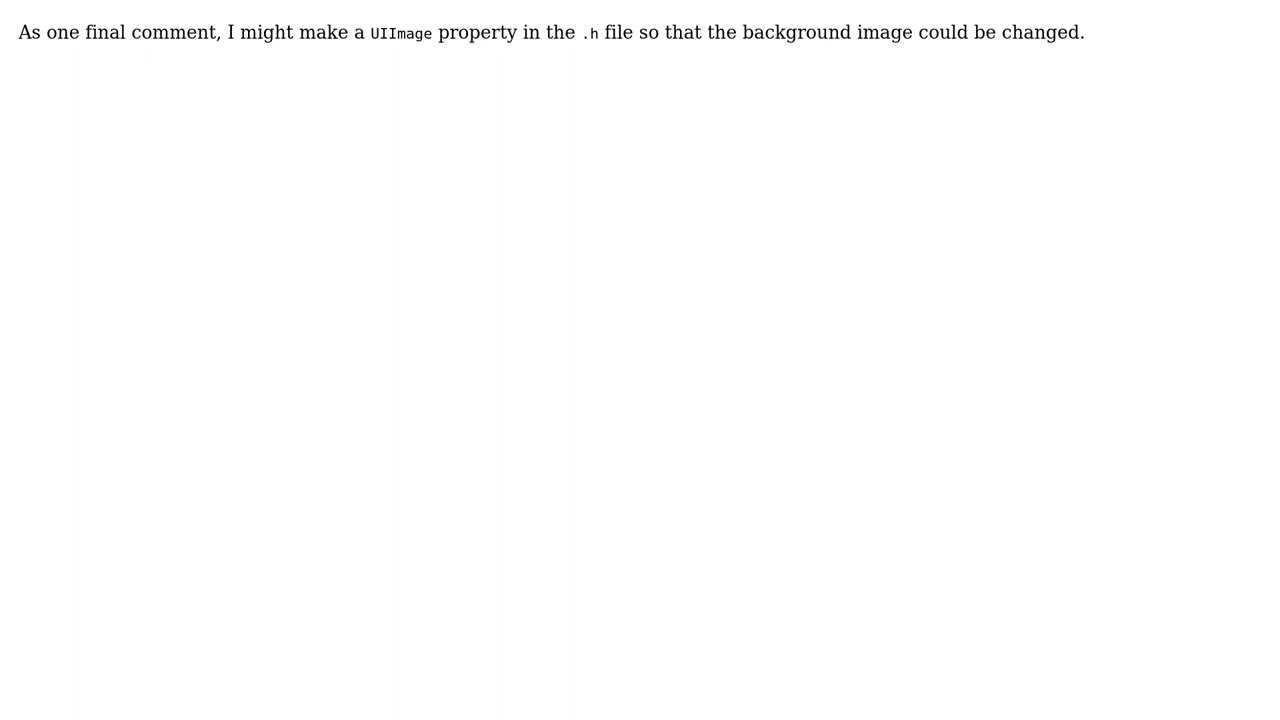 As one final comment, I might make a UIImage property in the .h file so that the background image could be changed.